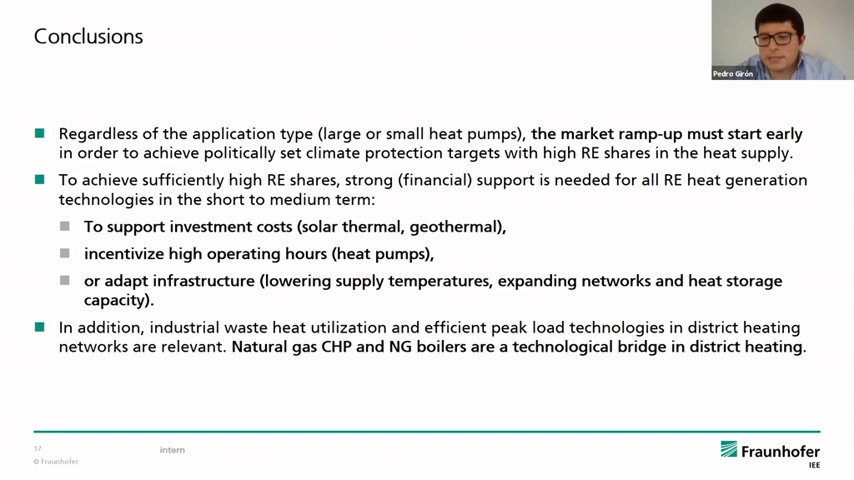 Conclusions
Pedro Girón
Regardless of the application type (large or small heat pumps), the market ramp-up must start early
in order to achieve politically set climate protection targets with high RE shares in the heat supply.
To achieve sufficiently high RE shares, strong (financial) support is needed for all RE heat generation
technologies in the short to medium term:
To support investment costs (solar thermal, geothermal),
incentivize high operating hours (heat pumps),
or adapt infrastructure (lowering supply temperatures, expanding networks and heat storage
capacity).
In addition, industrial waste heat utilization and efficient peak load technologies in district heating
networks are relevant. Natural gas CHP and NG boilers are a technological bridge in district heating.
17
intern
© Fraunhofer
Fraunhofer
IEE